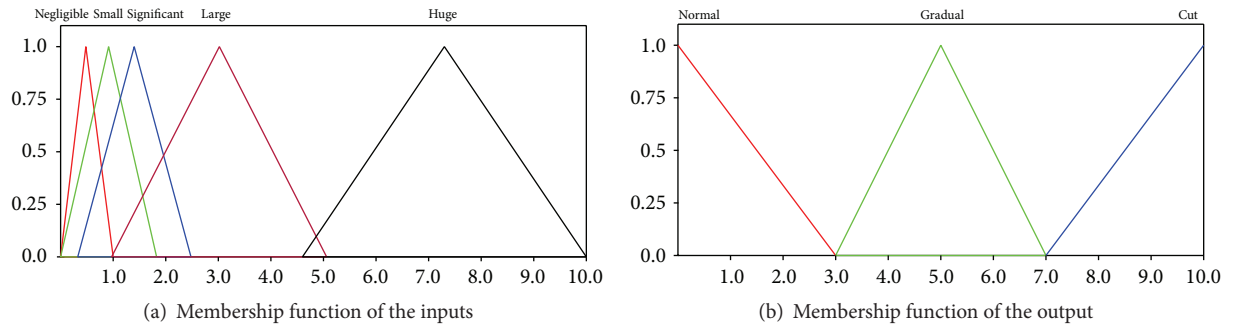 Negligible Small Significant Large Huge
1.0
0.75
0.5
0.25
0.0
1.0 2.0 3.0 4.0 5.0 6.0 7.0 8.0 9.0 10.0
(a) Membership function of the inputs
Normal Gradual Cut
1.0
0.75
0.5
0.25
0.0
1.0 2.0 3.0 4.0 5.0 6.0 7.0 8.0 9.0 10.0
(b) Membership function of the output